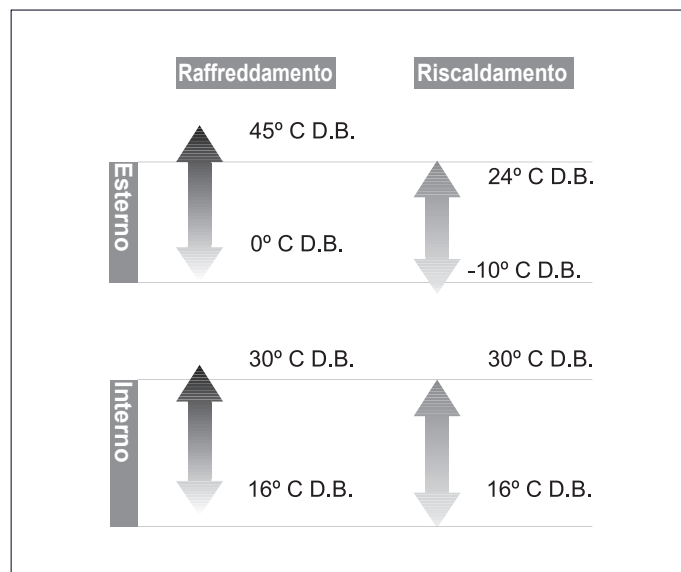 Raffreddamento
Riscaldamento
Esterno
45º C D.B.
24º C D.B.
0º C D.B.
-10º C D.B.
Interno
30º C D.B.
30º C D.B.
16º C D.B.
16º C D.B.